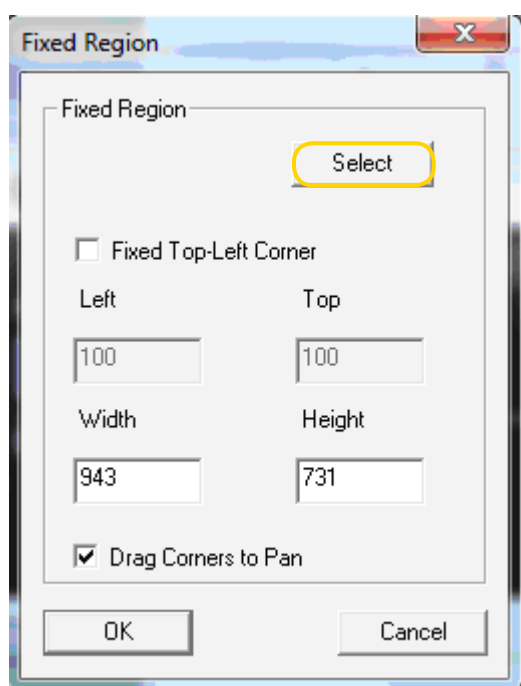 Fixed Region
Fixed Region
Select
Fixed Top-Left Corner
Left Top
100 100
Width Height
943 731
Drag Corners to Pan
OK Cancel